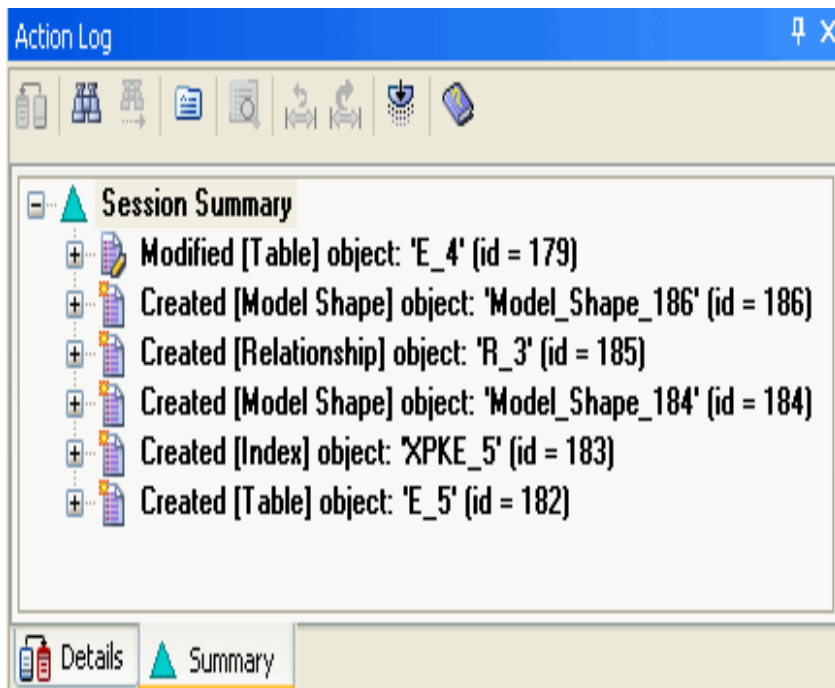 Action Log
Session Summary
Modified [Table] object: 'E_4' (id = 179)
Created [Model Shape] object: 'Model_Shape_186' (id = 186)
Created [Relationship] object: 'R_3' (id = 185)
Created [Model Shape] object: 'Model_Shape_184' (id = 184)
Created [Index] object: 'XPKE_5' (id = 183)
Created [Table] object: 'E_5' (id = 182)
Details Summary